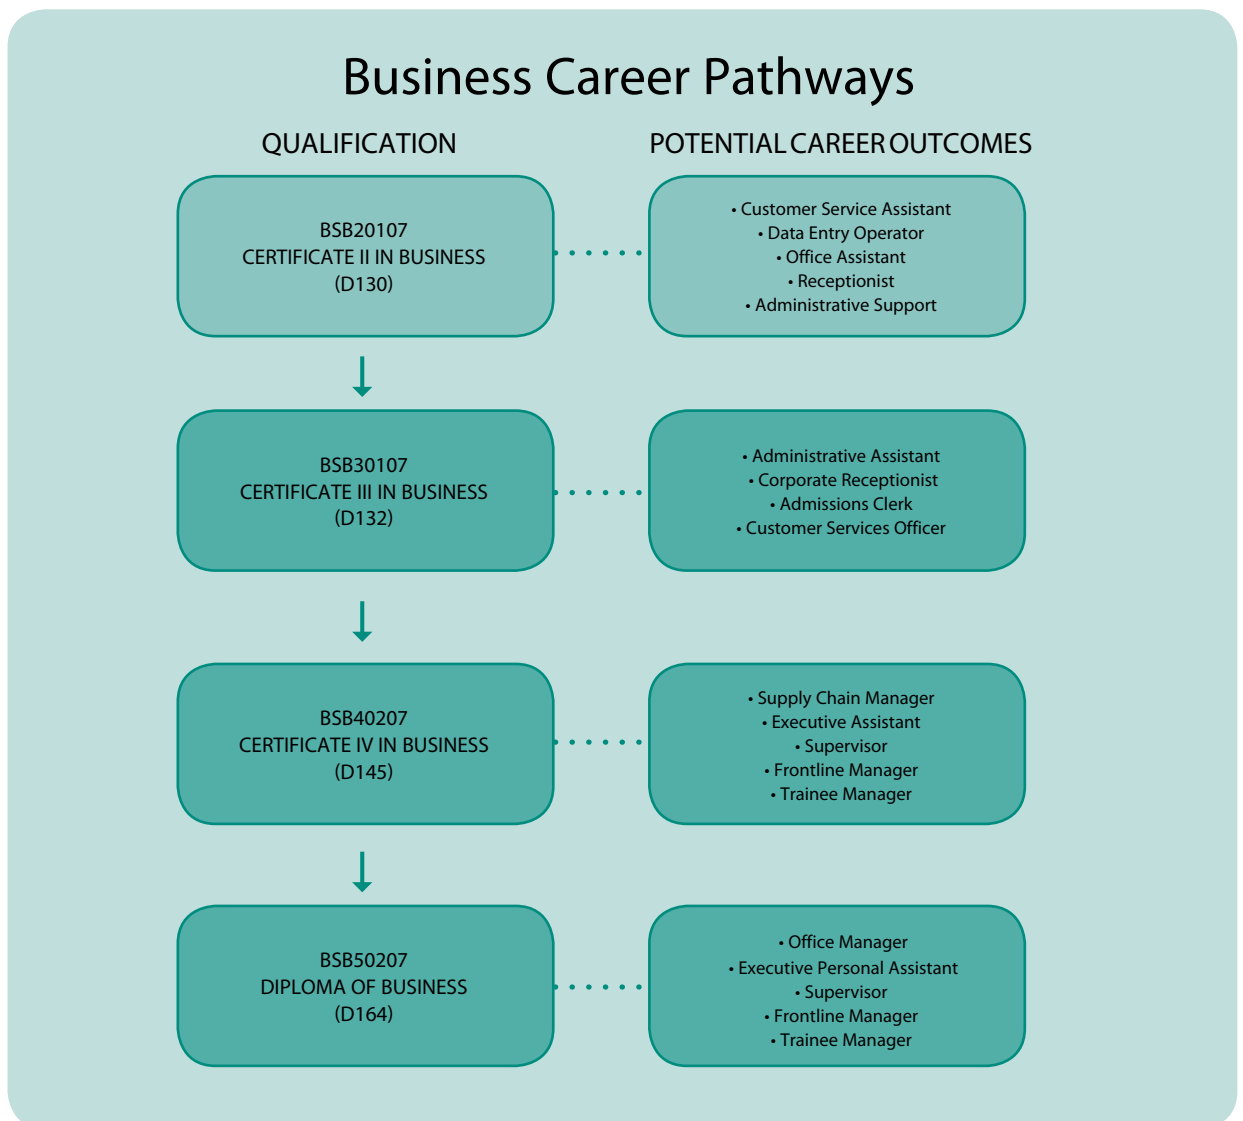 Business Career Pathways
QUALIFICATION
POTENTIAL CAREER OUTCOMES
BSB20107
CERTIFICATE II IN BUSINESS
(D130)
• Customer Service Assistant
• Data Entry Operator
• Office Assistant
• Receptionist
• Administrative Support
BSB30107
CERTIFICATE III IN BUSINESS
(D132)
• Administrative Assistant
• Corporate Receptionist
• Admissions Clerk
• Customer Services Officer
BSB40207
CERTIFICATE IV IN BUSINESS
(D145)
• Supply Chain Manager
• Executive Assistant
• Supervisor
• Frontline Manager
• Trainee Manager
BSB50207
DIPLOMA OF BUSINESS
(D164)
• Office Manager
• Executive Personal Assistant
• Supervisor
• Frontline Manager
• Trainee Manager